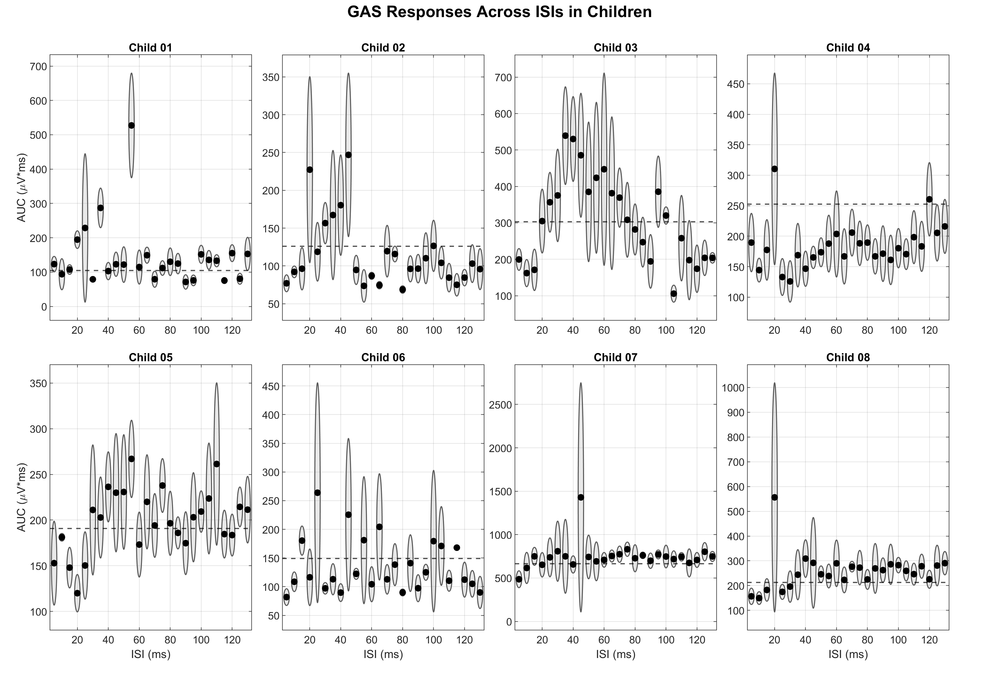 GAS Responses Across ISIs in Children
Child 01
Child 02
Child 03
Child 04
700
600
500
400
300
200
100
0
AUC (μV*ms)
20 40 60 80 100 120
350
300
250
200
150
100
50
20 40 60 80 100 120
700
600
500
400
300
200
100
20 40 60 80 100 120
450
400
350
300
250
200
150
100
20 40 60 80 100 120
Child 05
Child 06
Child 07
Child 08
350
300
250
200
150
100
AUC (μV*ms)
20 40 60 80 100 120
ISI (ms)
450
400
350
300
250
200
150
100
50
20 40 60 80 100 120
ISI (ms)
2500
2000
1500
1000
500
0
20 40 60 80 100 120
ISI (ms)
1000
900
800
700
600
500
400
300
200
100
20 40 60 80 100 120
ISI (ms)